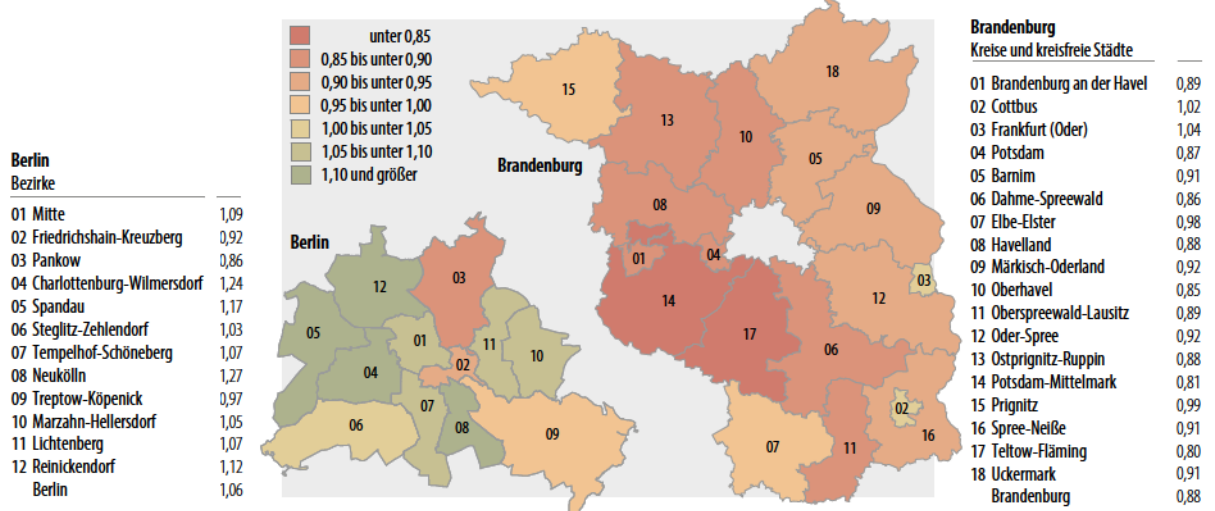 unter 0,85
0,85 bis unter 0,90
0,90 bis unter 0,95
0,95 bis unter 1,00
1,00 bis unter 1,05
1,05 bis unter 1,10
1,10 und größer
Berlin
Bezirke
01 Mitte 1,09
02 Friedrichshain-Kreuzberg 0,92
03 Pankow 0,86
04 Charlottenburg-Wilmersdorf 1,24
05 Spandau 1,17
06 Steglitz-Zehlendorf 1,03
07 Tempelhof-Schöneberg 1,07
08 Neukölln 1,27
09 Treptow-Köpenick 0,97
10 Marzahn-Hellersdorf 1,05
11 Lichtenberg 1,07
12 Reinickendorf 1,12
Berlin 1,06
Berlin
12
03
05
01
11
10
02
04
07
06
08
09
Brandenburg
15
18
13
10
05
08
09
01
04
03
14
12
17
06
02
16
07
11
Brandenburg
Kreise und kreisfreie Städte
01 Brandenburg an der Havel 0,89
02 Cottbus 1,02
03 Frankfurt (Oder) 1,04
04 Potsdam 0,87
05 Barnim 0,91
06 Dahme-Spreewald 0,86
07 Elbe-Elster 0,98
08 Havelland 0,88
09 Märkisch-Oderland 0,92
10 Oberhavel 0,85
11 Oberspreewald-Lausitz 0,89
12 Oder-Spree 0,92
13 Ostprignitz-Ruppin 0,88
14 Potsdam-Mittelmark 0,81
15 Prignitz 0,99
16 Spree-Neiße 0,91
17 Teltow-Fläming 0,80
18 Uckermark 0,91
Brandenburg 0,88